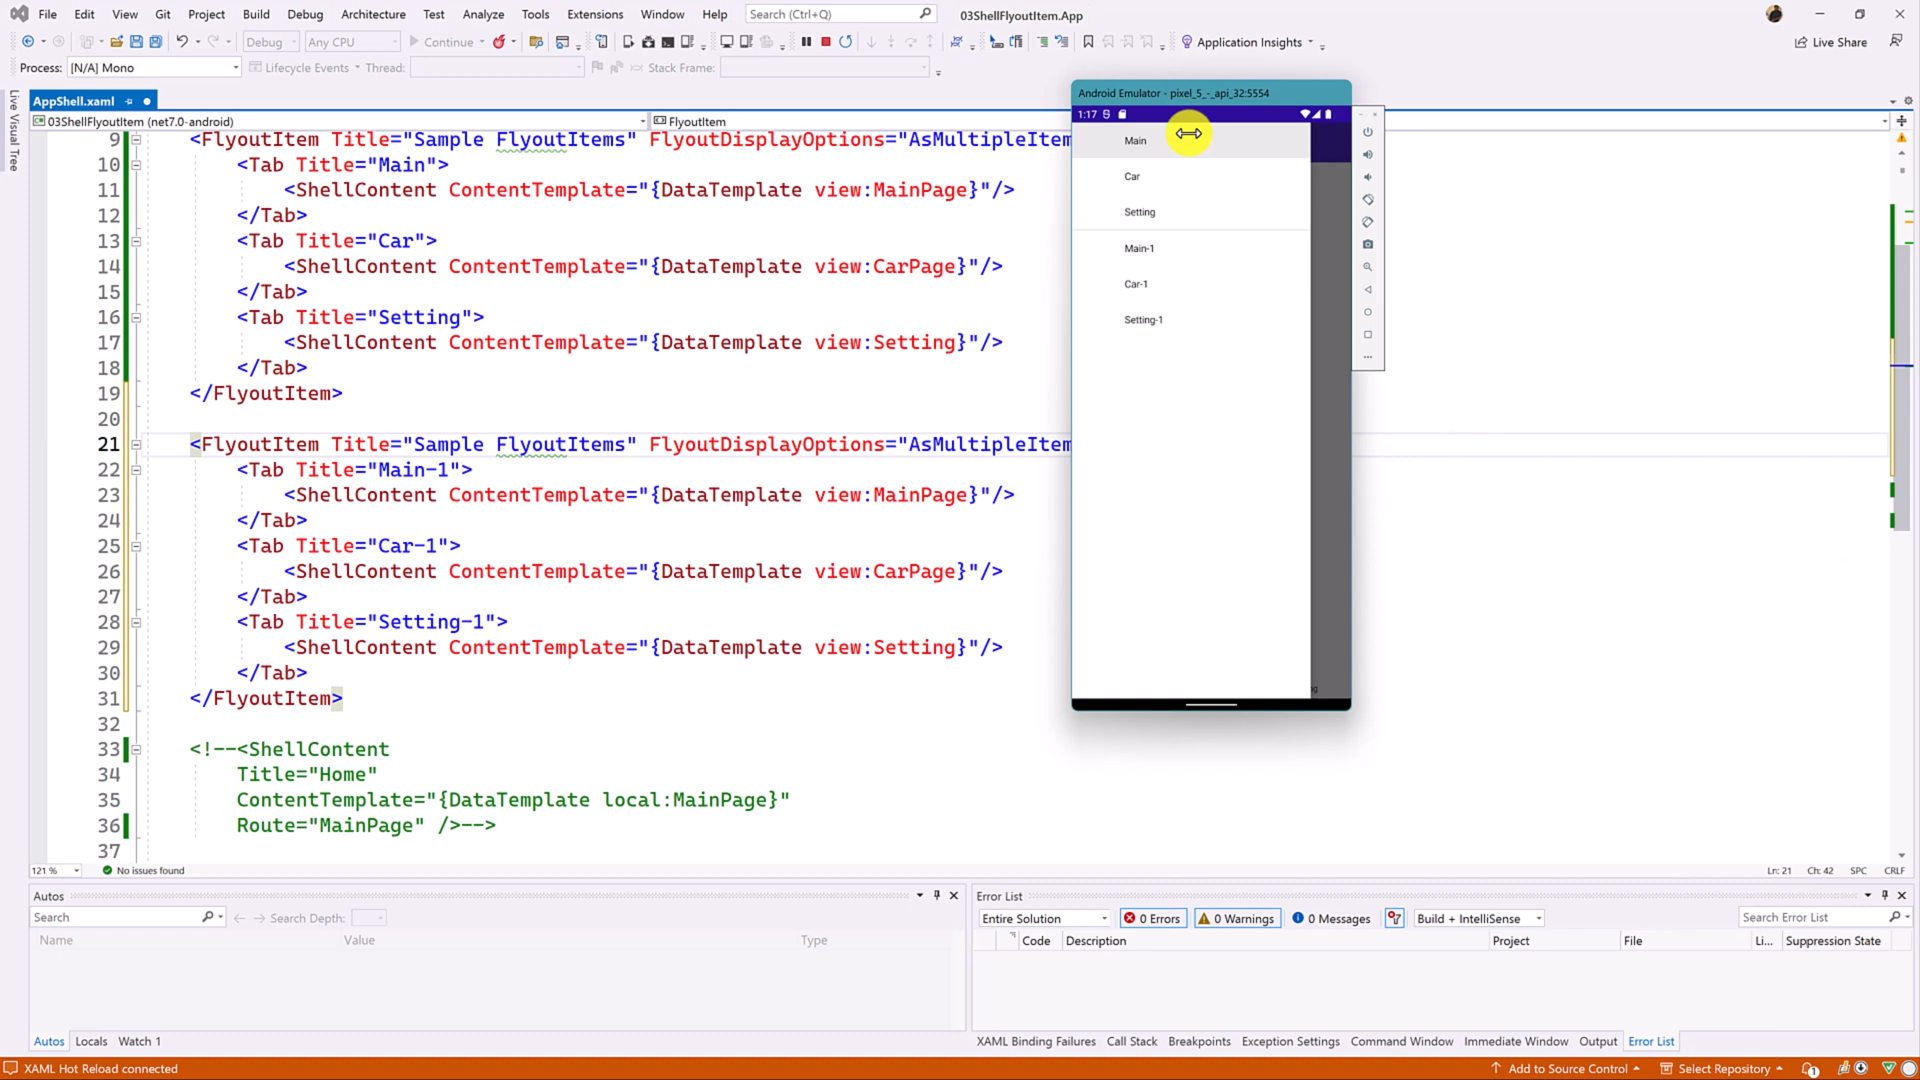 File Edit View Git Project Build Debug Architecture Test Analyze Tools Extensions Window Help Search (Ctrl+Q) 03ShellFlyoutItem.App
Debug Any CPU Continue Application Insights Live Share
Process: [N/A] Mono Lifecycle Events Thread: Stack Frame:
Live Visual Tree
AppShell.xaml
03ShellFlyoutItem (net7.0-android) FlyoutItem
9 <FlyoutItem Title="Sample FlyoutItems" FlyoutDisplayOptions="AsMultipleItem
10 <Tab Title="Main">
11 <ShellContent ContentTemplate="{DataTemplate view:MainPage}"/>
12 </Tab>
13 <Tab Title="Car">
14 <ShellContent ContentTemplate="{DataTemplate view:CarPage}"/>
15 </Tab>
16 <Tab Title="Setting">
17 <ShellContent ContentTemplate="{DataTemplate view:Setting}"/>
18 </Tab>
19 </FlyoutItem>
20
21 <FlyoutItem Title="Sample FlyoutItems" FlyoutDisplayOptions="AsMultipleItem
22 <Tab Title="Main-1">
23 <ShellContent ContentTemplate="{DataTemplate view:MainPage}"/>
24 </Tab>
25 <Tab Title="Car-1">
26 <ShellContent ContentTemplate="{DataTemplate view:CarPage}"/>
27 </Tab>
28 <Tab Title="Setting-1">
29 <ShellContent ContentTemplate="{DataTemplate view:Setting}"/>
30 </Tab>
31 </FlyoutItem>
32
33 <!--<ShellContent
34 Title="Home"
35 ContentTemplate="{DataTemplate local:MainPage}"
36 Route="MainPage" />-->
37
Android Emulator - pixel_5_-_api_32:5554
1:17
Main
Car
Setting
Main-1
Car-1
Setting-1
121 % No issues found Ln: 21 Ch: 42 SPC CRLF
Autos
Search Search Depth:
Name Value Type
Autos Locals Watch 1
Error List
Entire Solution 0 Errors 0 Warnings 0 Messages Build + IntelliSense Search Error List
Code Description Project File Li... Suppression State
XAML Binding Failures Call Stack Breakpoints Exception Settings Command Window Immediate Window Output Error List
XAML Hot Reload connected Add to Source Control Select Repository 1